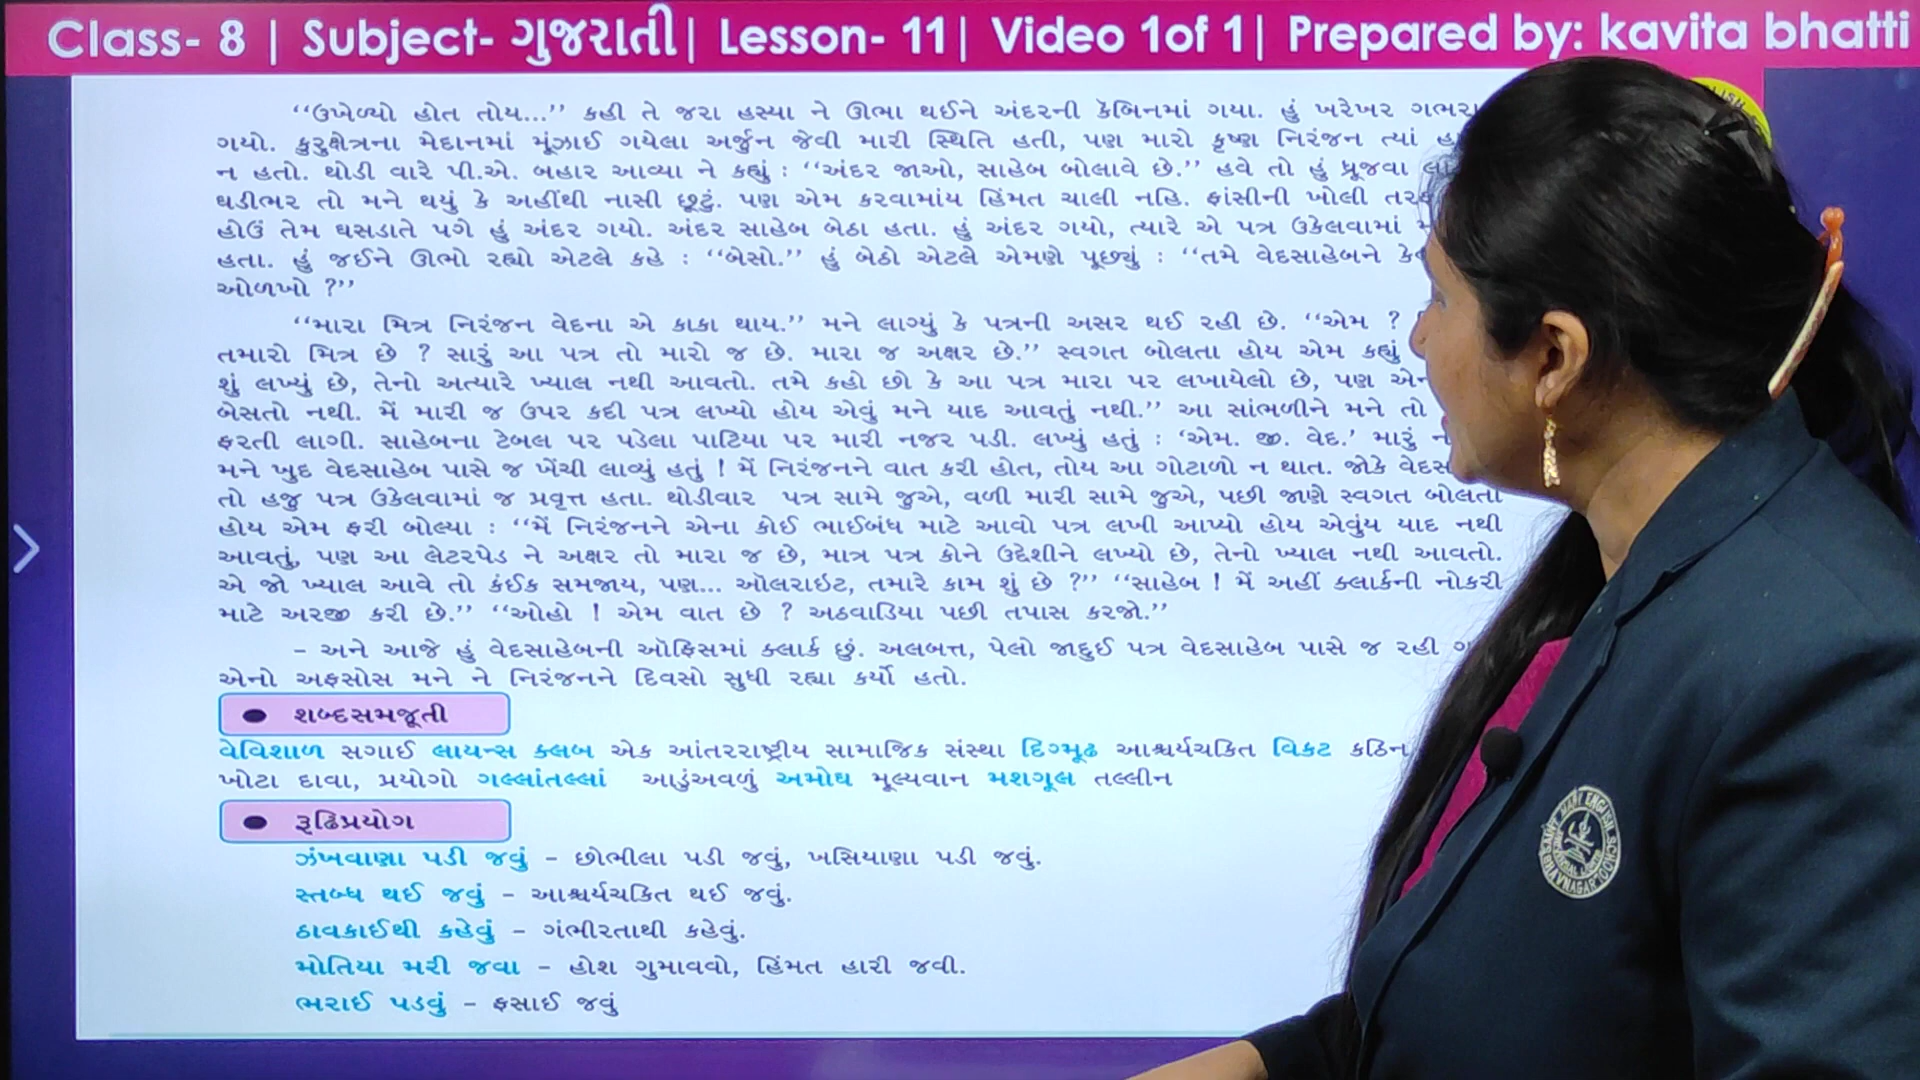 Class- 8 | Subject- ગુજરાતી| Lesson- 11| Video 1of 1| Prepared by: kavita bhatti
‘‘ઉખેળ્યો હોત તોય...’’ કહી તે જરા હસ્યા ને ઊભા થઈને અંદરની કૅબિનમાં ગયા. હું ખરેખર
ગયો. કુરુક્ષેત્રના મેદાનમાં મૂંઝાઈ ગયેલા અર્જુન જેવી મારી સ્થિતિ હતી, પણ મારો કૃષ્ણ નિરંજન ત્યાં
ન હતો. થોડી વારે પી.એ. બહાર આવ્યા ને કહ્યું : ‘‘અંદર જાઓ, સાહેબ બોલાવે છે.’’ હવે તો હું ધ્રૂજવા
ઘડીભર તો મને થયું કે અહીંથી નાસી છૂટું. પણ એમ કરવામાંય હિંમત ચાલી નહિ. ફાંસીની ખોલી
હોઉં તેમ ઘસડાતે પગે હું અંદર ગયો. અંદર સાહેબ બેઠા હતા. હું અંદર ગયો, ત્યારે એ પત્ર ઉકેલવામાં
હતા. હું જઈને ઊભો રહ્યો એટલે કહે : ‘‘બેસો.’’ હું બેઠો એટલે એમણે પૂછ્યું : ‘‘તમે વેદસાહેબને
ઓળખો ?’’
‘‘મારા મિત્ર નિરંજન વેદના એ કાકા થાય.’’ મને લાગ્યું કે પત્રની અસર થઈ રહી છે. ‘‘એમ ?
તમારો મિત્ર છે ? સારું આ પત્ર તો મારો જ છે. મારા જ અક્ષર છે.’’ સ્વગત બોલતા હોય એમ કહ્યું
શું લખ્યું છે, તેનો અત્યારે ખ્યાલ નથી આવતો. તમે કહો છો કે આ પત્ર મારા પર લખાયેલો છે, પણ
બેસતો નથી. મેં મારી જ ઉપર કદી પત્ર લખ્યો હોય એવું મને યાદ આવતું નથી.’’ આ સાંભળીને મને તો
ફરતી લાગી. સાહેબના ટેબલ પર પડેલા પાટિયા પર મારી નજર પડી. લખ્યું હતું : ‘એમ. જી. વેદ.’ મારું
મને ખુદ વેદસાહેબ પાસે જ ખેંચી લાવ્યું હતું ! મેં નિરંજનને વાત કરી હોત, તોય આ ગોટાળો ન થાત. જોકે
તો હજુ પત્ર ઉકેલવામાં જ પ્રવૃત્ત હતા. થોડીવાર પત્ર સામે જુએ, વળી મારી સામે જુએ, પછી જાણે સ્વગત બોલતા
હોય એમ ફરી બોલ્યા : ‘‘મેં નિરંજનને એના કોઈ ભાઈબંધ માટે આવો પત્ર લખી આપ્યો હોય એવુંય યાદ નથી
આવતું, પણ આ લેટરપેડ ને અક્ષર તો મારા જ છે, માત્ર પત્ર કોને ઉદ્દેશીને લખ્યો છે, તેનો ખ્યાલ નથી આવતો.
એ જો ખ્યાલ આવે તો કંઈક સમજાય, પણ... ઑલરાઇટ, તમારે કામ શું છે ?’’ ‘‘સાહેબ ! મેં અહીં ક્લાર્કની નોકરી
માટે અરજી કરી છે.’’ ‘‘ઓહો ! એમ વાત છે ? અઠવાડિયા પછી તપાસ કરજો.’’
– અને આજે હું વેદસાહેબની ઑફિસમાં ક્લાર્ક છું. અલબત્ત, પેલો જાદુઈ પત્ર વેદસાહેબ પાસે જ રહી
એનો અફસોસ મને ને નિરંજનને દિવસો સુધી રહ્યા કર્યો હતો.
● શબ્દસમજૂતી
વેવિશાળ સગાઈ લાયન્સ ક્લબ એક આંતરરાષ્ટ્રીય સામાજિક સંસ્થા દિગ્મૂઢ આશ્ચર્યચકિત વિકટ કઠિન
ખોટા દાવા, પ્રયોગો ગલ્લાંતલ્લાં આડુંઅવળું અમોઘ મૂલ્યવાન મશગૂલ તલ્લીન
● રૂઢિપ્રયોગ
ઝંખવાણા પડી જવું – છોભીલા પડી જવું, ખસિયાણા પડી જવું.
સ્તબ્ધ થઈ જવું – આશ્ચર્યચકિત થઈ જવું.
ઠાવકાઈથી કહેવું – ગંભીરતાથી કહેવું.
મોતિયા મરી જવા – હોશ ગુમાવવો, હિંમત હારી જવી.
ભરાઈ પડવું – ફસાઈ જવું